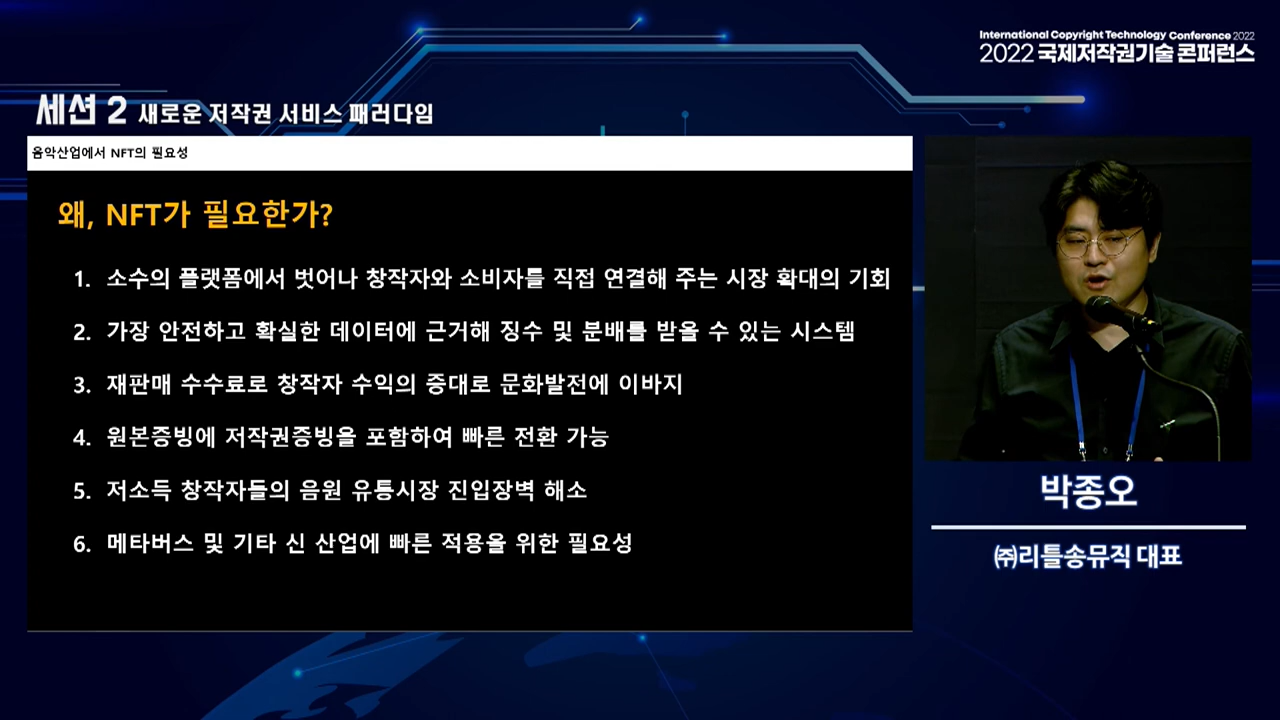 International Copyright Technology Conference 2022
2022 국제저작권기술 콘퍼런스
세션 2 새로운 저작권 서비스 패러다임
음악산업에서 NFT의 필요성
왜, NFT가 필요한가?
1. 소수의 플랫폼에서 벗어나 창작자와 소비자를 직접 연결해 주는 시장 확대의 기회
2. 가장 안전하고 확실한 데이터에 근거해 징수 및 분배를 받을 수 있는 시스템
3. 재판매 수수료로 창작자 수익의 증대로 문화발전에 이바지
4. 원본증빙에 저작권증빙을 포함하여 빠른 전환 가능
5. 저소득 창작자들의 음원 유통시장 진입장벽 해소
6. 메타버스 및 기타 신 산업에 빠른 적용을 위한 필요성
박종오
㈜리틀송뮤직 대표